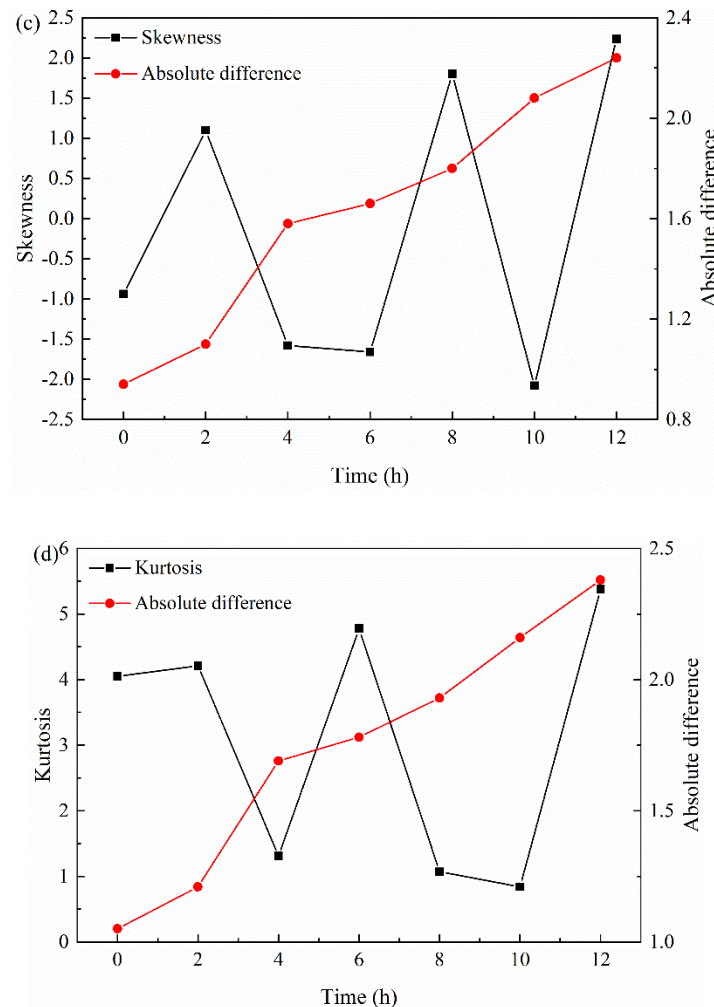 (c)
Skewness
Absolute difference
2.5
2.0
1.5
1.0
0.5
0.0
-0.5
-1.0
-1.5
-2.0
-2.5
Skewness
2.4
2.0
1.6
1.2
0.8
Absolute difference
0 2 4 6 8 10 12
Time (h)
(d)
Kurtosis
Absolute difference
6
5
4
3
2
1
0
Kurtosis
2.5
2.0
1.5
1.0
Absolute difference
0 2 4 6 8 10 12
Time (h)